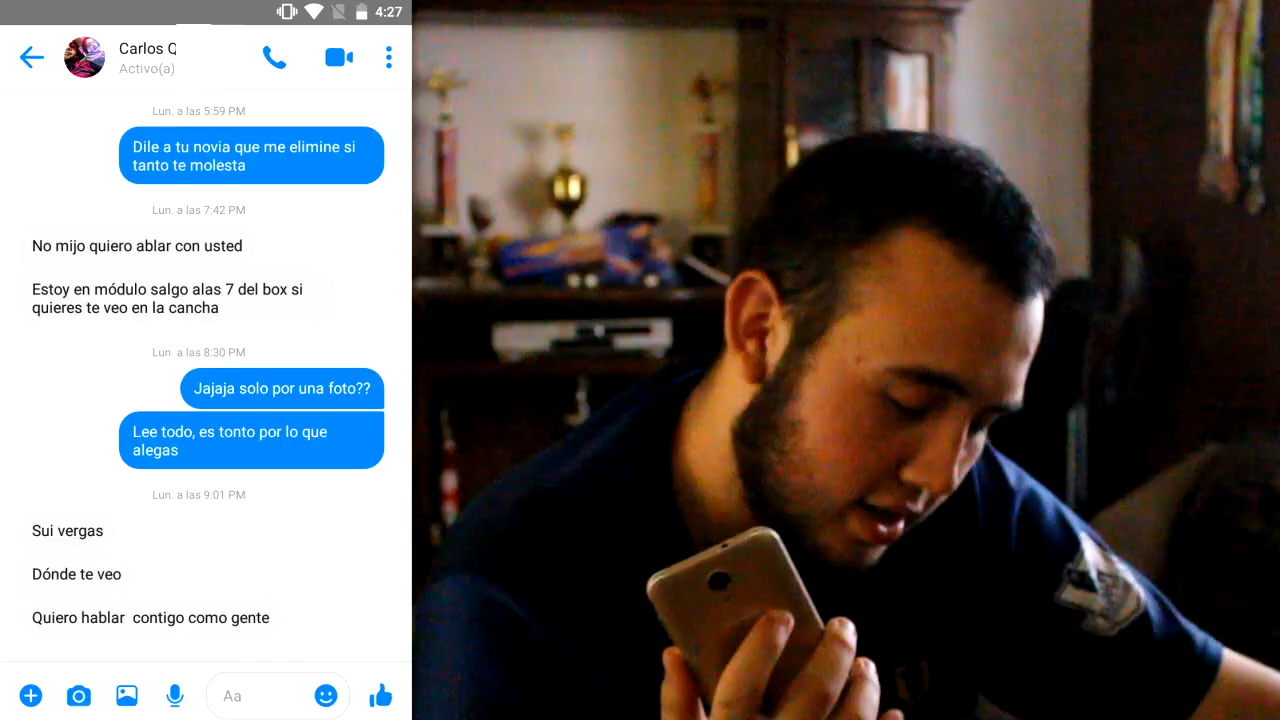 4:27
Carlos Q
Activo(a)
Lun. a las 5:59 PM
Dile a tu novia que me elimine si
tanto te molesta
Lun. a las 7:42 PM
No mijo quiero ablar con usted
Estoy en módulo salgo alas 7 del box si
quieres te veo en la cancha
Lun. a las 8:30 PM
Jajaja solo por una foto??
Lee todo, es tonto por lo que
alegas
Lun. a las 9:01 PM
Sui vergas
Dónde te veo
Quiero hablar contigo como gente
Aa